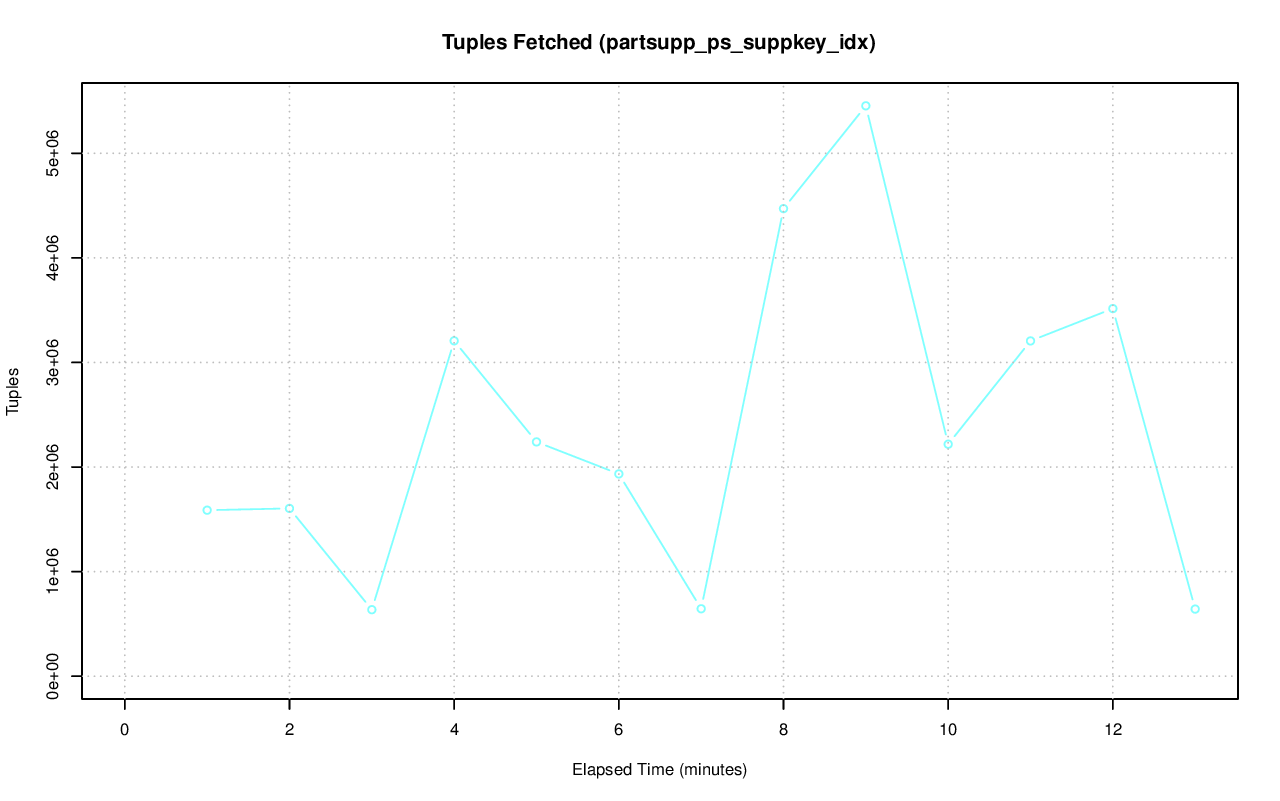 Tuples Fetched (partsupp_ps_suppkey_idx)
Tuples
5e+06
4e+06
3e+06
2e+06
1e+06
0e+00
0 2 4 6 8 10 12
Elapsed Time (minutes)